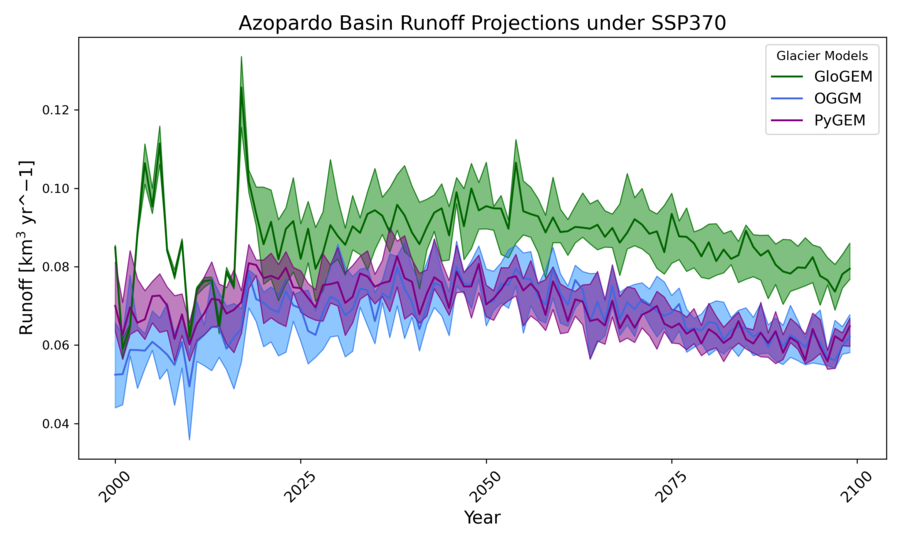 Azopardo Basin Runoff Projections under SSP370
Glacier Models
GloGEM
OGGM
PyGEM
Runoff [km³ yr^−1]
0.12
0.10
0.08
0.06
0.04
2000
2025
2050
2075
2100
Year